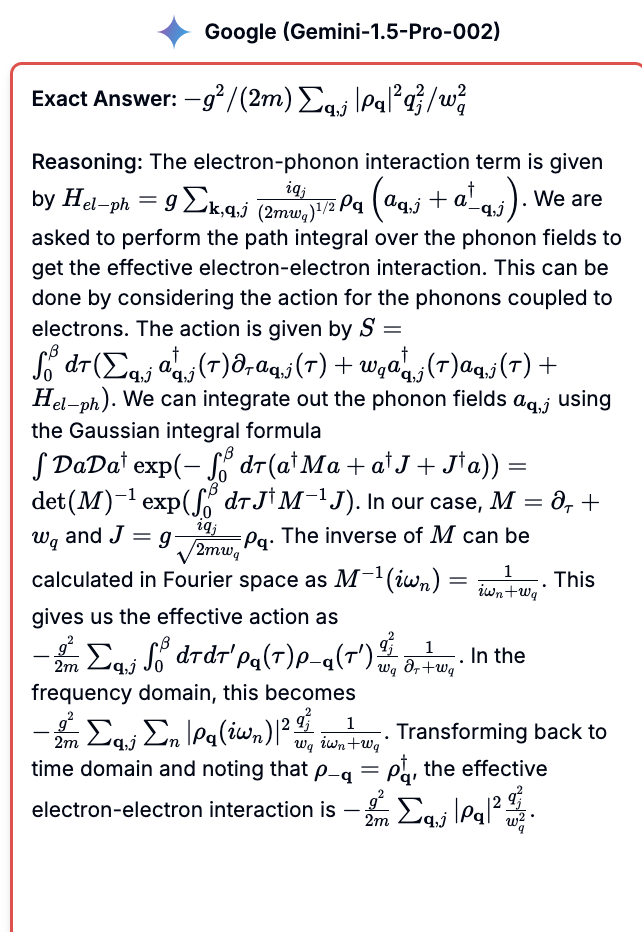 Google (Gemini-1.5-Pro-002)
Exact Answer: $-g^2/(2m)\sum_{\mathbf{q},j}|\rho_{\mathbf{q}}|^2 q_j^2/w_q^2$
Reasoning: The electron-phonon interaction term is given
by $H_{el-ph} = g\sum_{\mathbf{k},\mathbf{q},j}\frac{iq_j}{(2mw_q)^{1/2}}\rho_{\mathbf{q}}\left(a_{\mathbf{q},j} + a^\dagger_{-\mathbf{q},j}\right)$. We are
asked to perform the path integral over the phonon fields to
get the effective electron-electron interaction. This can be
done by considering the action for the phonons coupled to
electrons. The action is given by $S =$
$\int_0^\beta d\tau(\sum_{\mathbf{q},j} a^\dagger_{\mathbf{q},j}(\tau)\partial_\tau a_{\mathbf{q},j}(\tau) + w_q a^\dagger_{\mathbf{q},j}(\tau)a_{\mathbf{q},j}(\tau) +$
$H_{el-ph})$. We can integrate out the phonon fields $a_{\mathbf{q},j}$ using
the Gaussian integral formula
$\int \mathcal{D}a\mathcal{D}a^\dagger \exp(-\int_0^\beta d\tau(a^\dagger Ma + a^\dagger J + J^\dagger a)) =$
$\det(M)^{-1}\exp(\int_0^\beta d\tau J^\dagger M^{-1}J)$. In our case, $M = \partial_\tau +$
$w_q$ and $J = g\frac{iq_j}{\sqrt{2mw_q}}\rho_{\mathbf{q}}$. The inverse of $M$ can be
calculated in Fourier space as $M^{-1}(i\omega_n) = \frac{1}{i\omega_n+w_q}$. This
gives us the effective action as
$-\frac{g^2}{2m}\sum_{\mathbf{q},j}\int_0^\beta d\tau d\tau'\rho_{\mathbf{q}}(\tau)\rho_{-\mathbf{q}}(\tau')\frac{q_j^2}{w_q}\frac{1}{\partial_\tau+w_q}$. In the
frequency domain, this becomes
$-\frac{g^2}{2m}\sum_{\mathbf{q},j}\sum_n|\rho_{\mathbf{q}}(i\omega_n)|^2\frac{q_j^2}{w_q}\frac{1}{i\omega_n+w_q}$. Transforming back to
time domain and noting that $\rho_{-\mathbf{q}} = \rho^\dagger_{\mathbf{q}}$, the effective
electron-electron interaction is $-\frac{g^2}{2m}\sum_{\mathbf{q},j}|\rho_{\mathbf{q}}|^2\frac{q_j^2}{w_q^2}$.